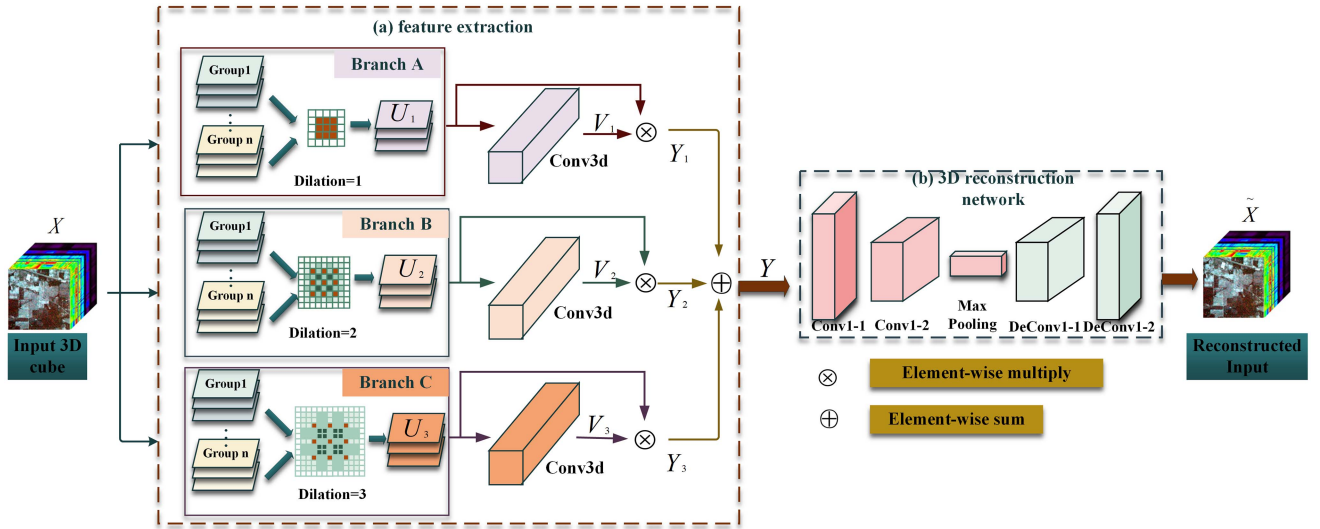 (a) feature extraction
X
Input 3D
cube
Branch A
Group1
Group n
Dilation=1
U₁
Conv3d
V₁
⊗
Y₁
Branch B
Group1
Group n
Dilation=2
U₂
Conv3d
V₂
⊗
Y₂
⊕
Branch C
Group1
Group n
Dilation=3
U₃
Conv3d
V₃
⊗
Y₃
Y
(b) 3D reconstruction
network
Conv1-1
Conv1-2
Max
Pooling
DeConv1-1
DeConv1-2
X̃
Reconstructed
Input
⊗ Element-wise multiply
⊕ Element-wise sum